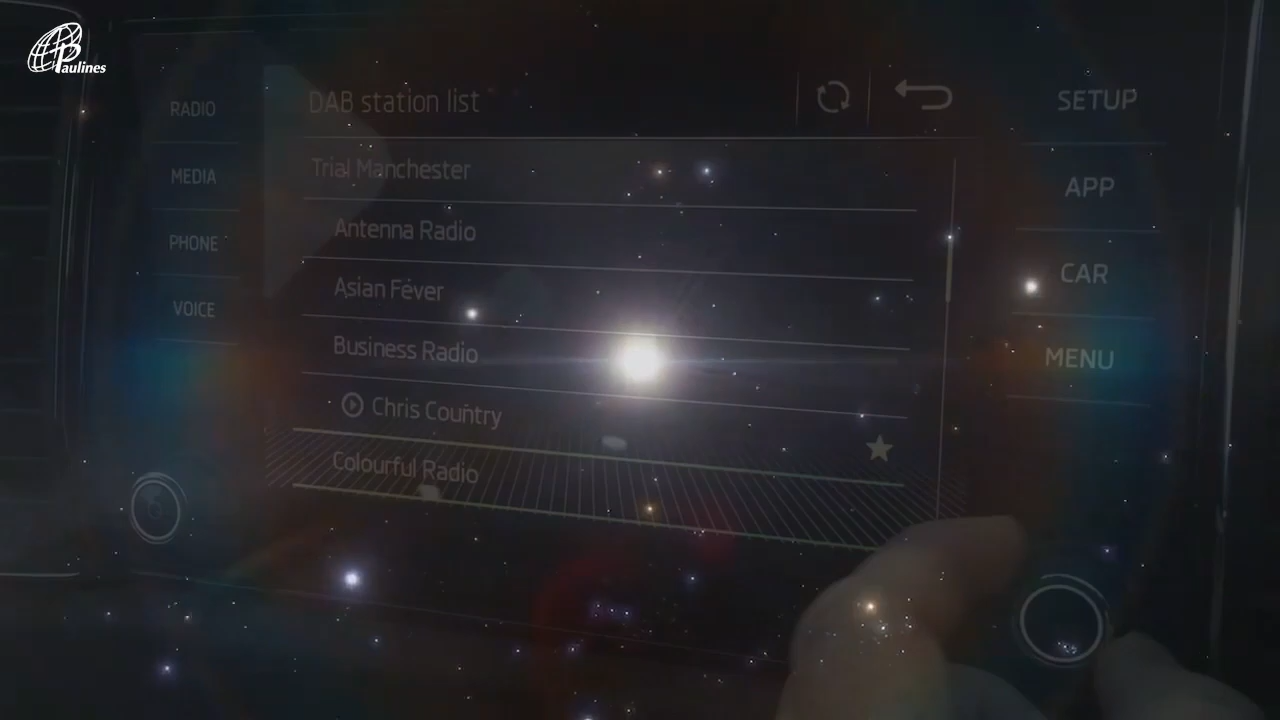 Paulines
RADIO
MEDIA
PHONE
VOICE
DAB station list
Trial Manchester
Antenna Radio
Asian Fever
Business Radio
Chris Country
Colourful Radio
SETUP
APP
CAR
MENU